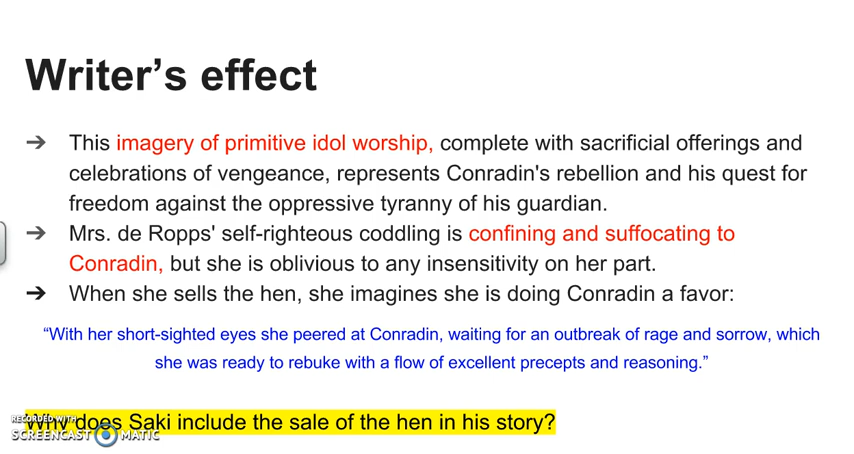 Writer’s effect
➔ This imagery of primitive idol worship, complete with sacrificial offerings and
celebrations of vengeance, represents Conradin's rebellion and his quest for
freedom against the oppressive tyranny of his guardian.
➔ Mrs. de Ropps' self-righteous coddling is confining and suffocating to
Conradin, but she is oblivious to any insensitivity on her part.
➔ When she sells the hen, she imagines she is doing Conradin a favor:
“With her short-sighted eyes she peered at Conradin, waiting for an outbreak of rage and sorrow, which
she was ready to rebuke with a flow of excellent precepts and reasoning.”
Why does Saki include the sale of the hen in his story?
RECORDED WITH
SCREENCAST MATIC